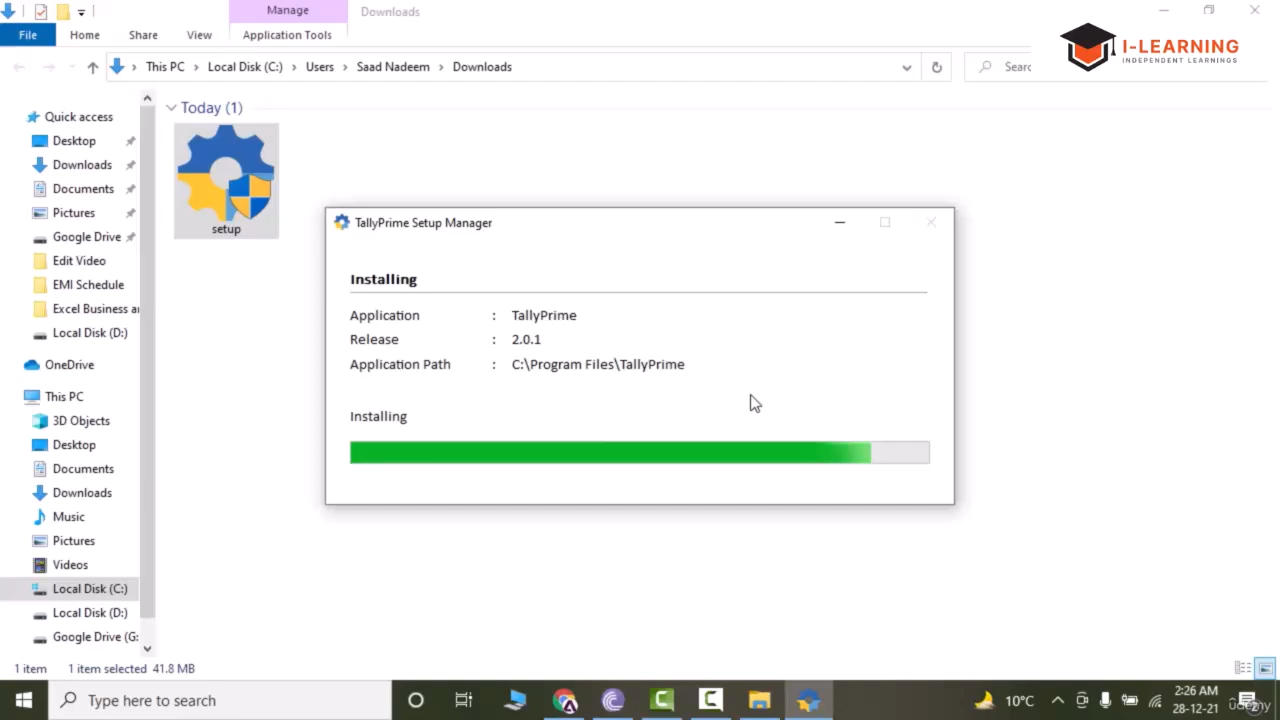 Manage
Downloads
File
Home
Share
View
Application Tools
I-LEARNING
INDEPENDENT LEARNINGS
This PC
Local Disk (C:)
Users
Saad Nadeem
Downloads
Sear
Quick access
Desktop
Downloads
Documents
Pictures
Google Drive
Edit Video
EMI Schedule
Excel Business a
Local Disk (D:)
OneDrive
This PC
3D Objects
Desktop
Documents
Downloads
Music
Pictures
Videos
Local Disk (C:)
Local Disk (D:)
Google Drive (G:
Today (1)
setup
TallyPrime Setup Manager
Installing
Application : TallyPrime
Release : 2.0.1
Application Path : C:\Program Files\TallyPrime
Installing
1 item
1 item selected 41.8 MB
Type here to search
10°C
2:26 AM
28-12-21
udemy